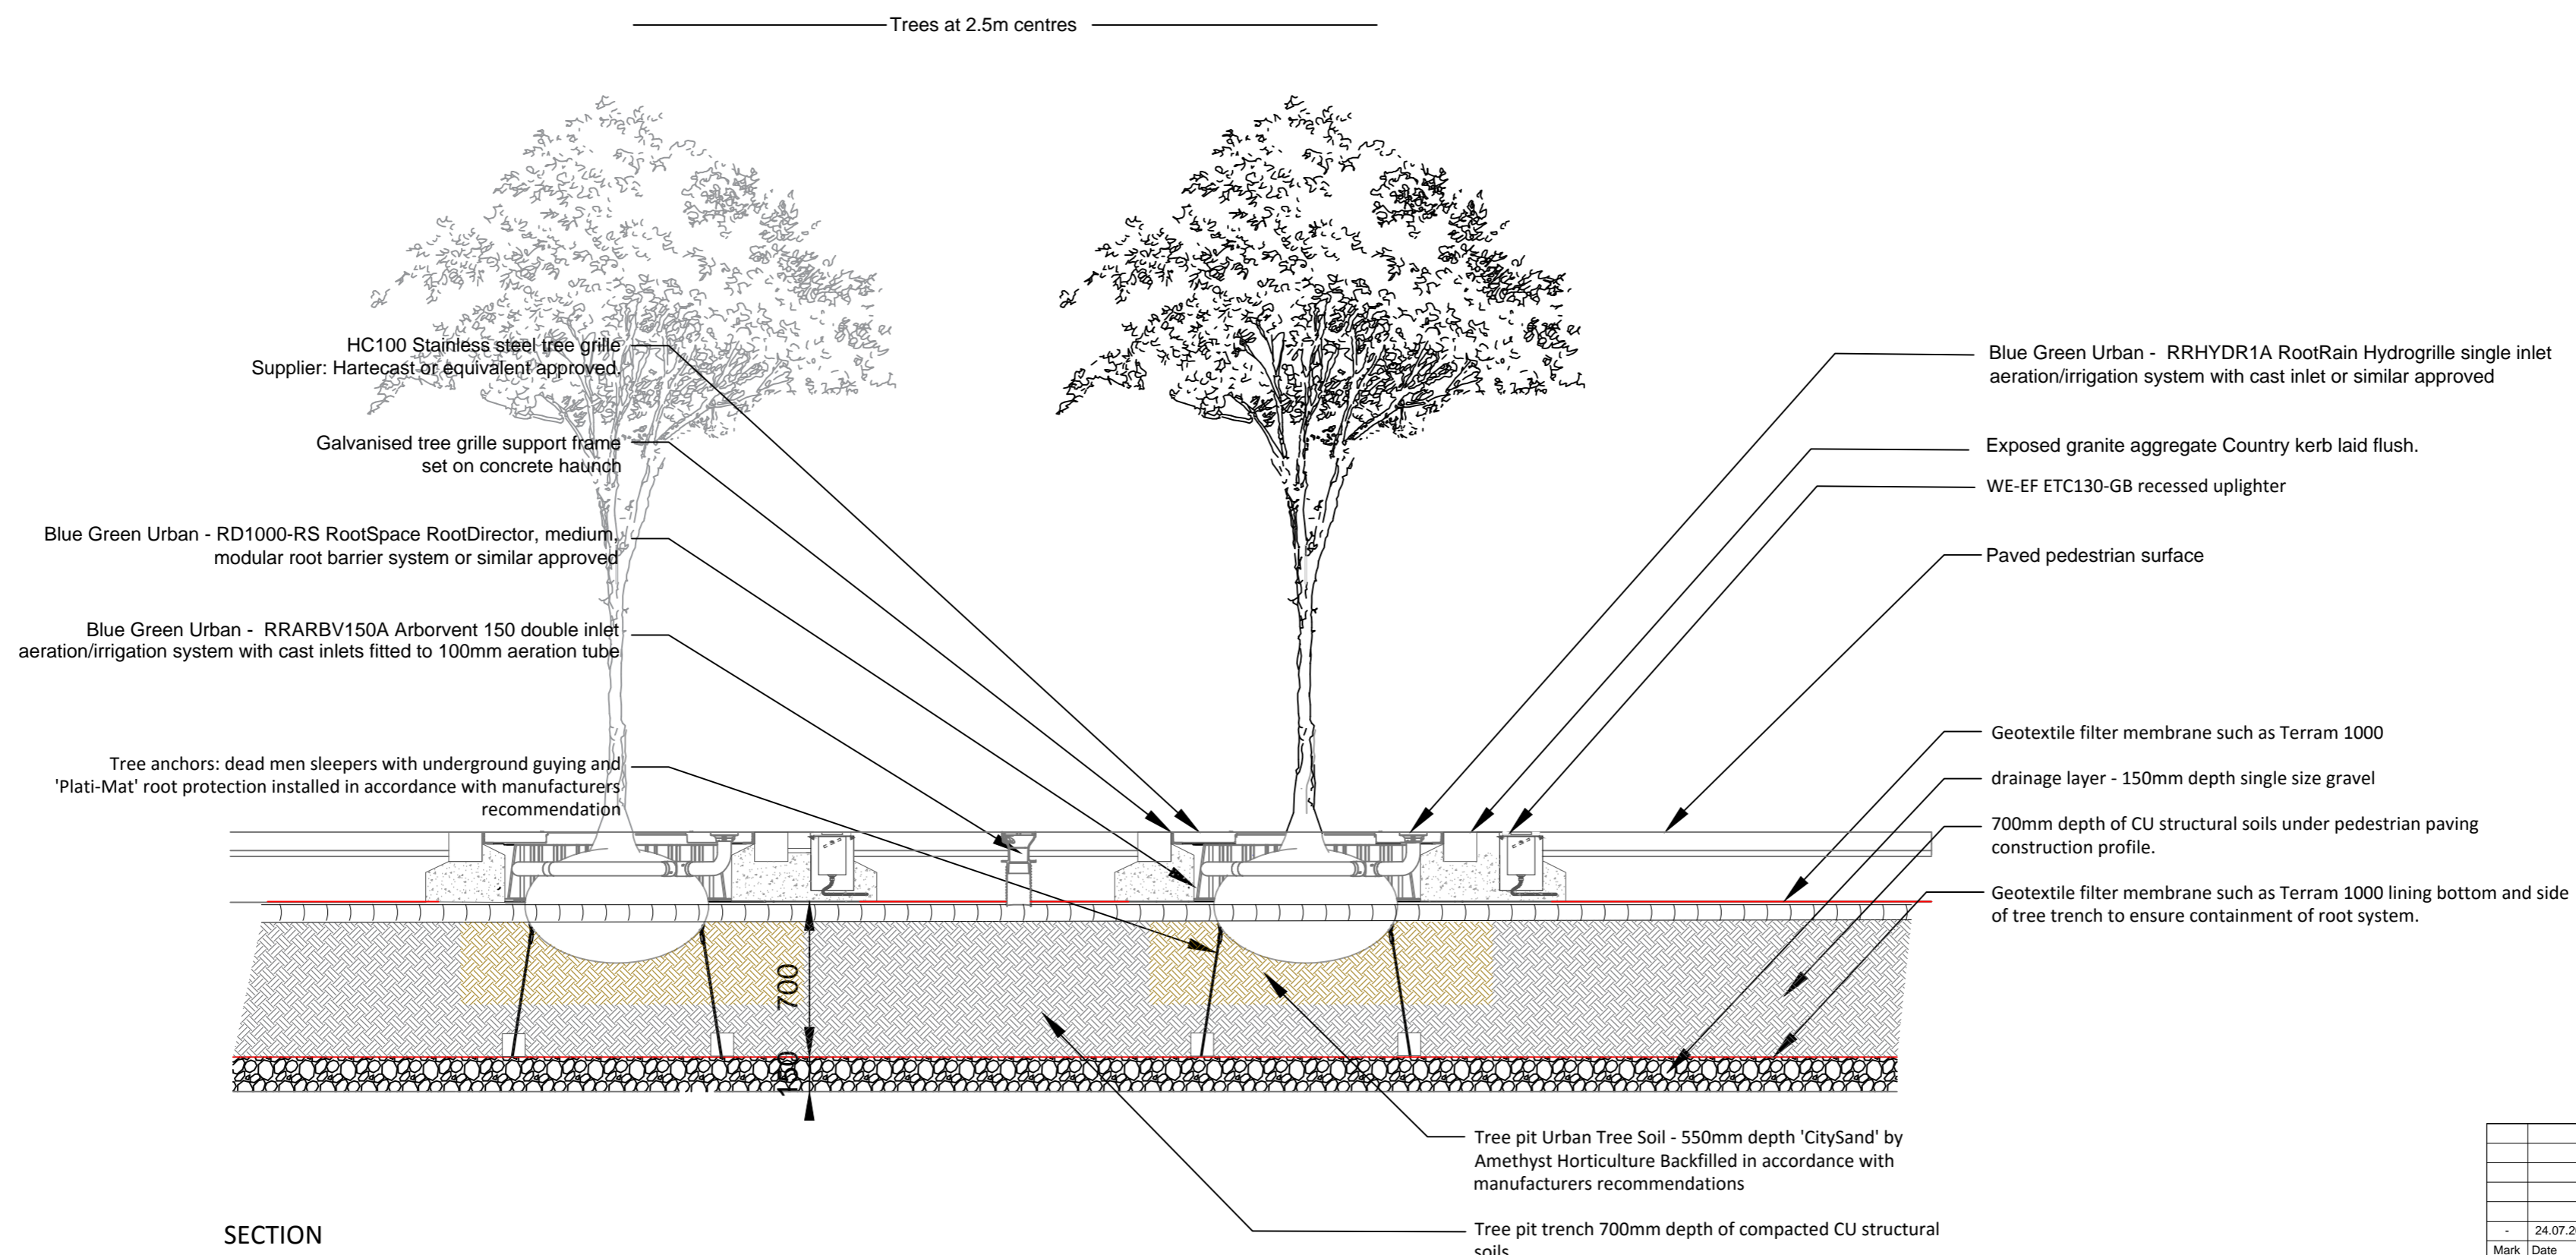 Trees at 2.5m centres
HC100 Stainless steel tree grille
Supplier: Hartecast or equivalent approved.
Galvanised tree grille support frame
set on concrete haunch
Blue Green Urban - RD1000-RS RootSpace RootDirector, medium,
modular root barrier system or similar approved
Blue Green Urban - RRARBV150A Arborvent 150 double inlet
aeration/irrigation system with cast inlets fitted to 100mm aeration tube
Tree anchors: dead men sleepers with underground guying and
'Plati-Mat' root protection installed in accordance with manufacturers
recommendation
Blue Green Urban - RRHYDR1A RootRain Hydrogrille single inlet
aeration/irrigation system with cast inlet or similar approved
Exposed granite aggregate Country kerb laid flush.
WE-EF ETC130-GB recessed uplighter
Paved pedestrian surface
Geotextile filter membrane such as Terram 1000
drainage layer - 150mm depth single size gravel
700mm depth of CU structural soils under pedestrian paving
construction profile.
Geotextile filter membrane such as Terram 1000 lining bottom and side
of tree trench to ensure containment of root system.
700
150
Tree pit Urban Tree Soil - 550mm depth 'CitySand' by
Amethyst Horticulture Backfilled in accordance with
manufacturers recommendations
Tree pit trench 700mm depth of compacted CU structural
soils
SECTION
- 24.07.2
Mark Date